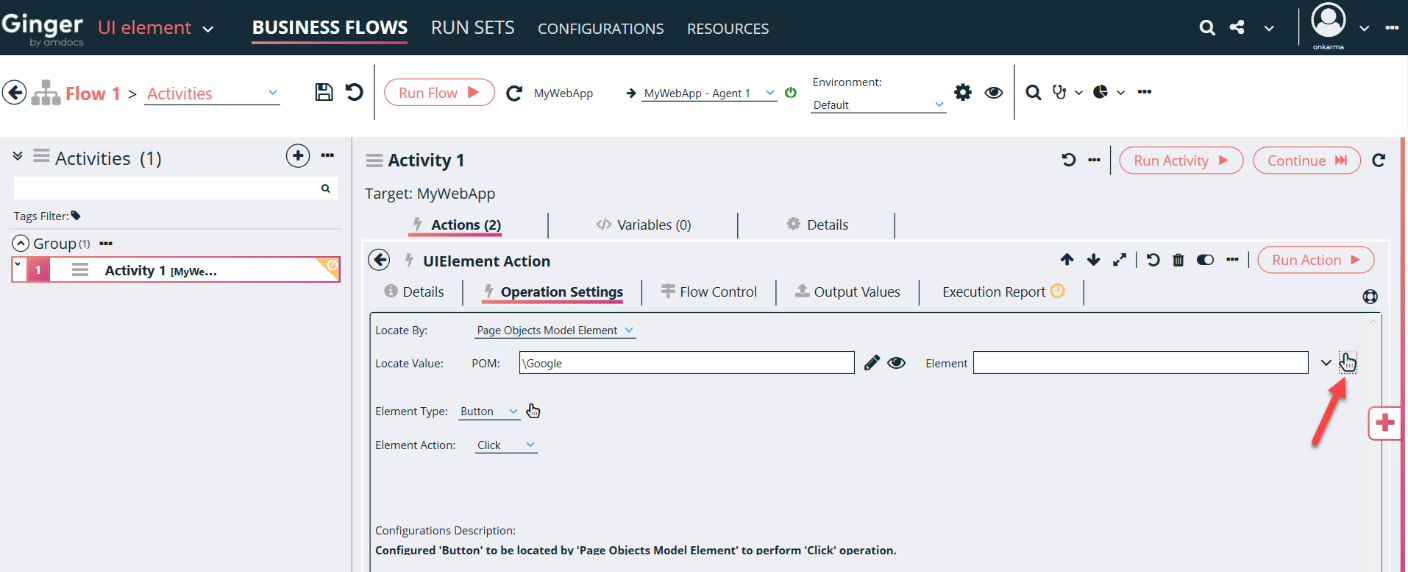 Ginger by amdocs UI element BUSINESS FLOWS RUN SETS CONFIGURATIONS RESOURCES onkarma
Flow 1 > Activities Run Flow MyWebApp MyWebApp - Agent 1 Environment: Default
Activities (1)
Tags Filter:
Group (1)
1 Activity 1 [MyWe...
Activity 1 Run Activity Continue
Target: MyWebApp
Actions (2) Variables (0) Details
UIElement Action Run Action
Details Operation Settings Flow Control Output Values Execution Report
Locate By: Page Objects Model Element
Locate Value: POM: \Google Element
Element Type: Button
Element Action: Click
Configurations Description:
Configured 'Button' to be located by 'Page Objects Model Element' to perform 'Click' operation.